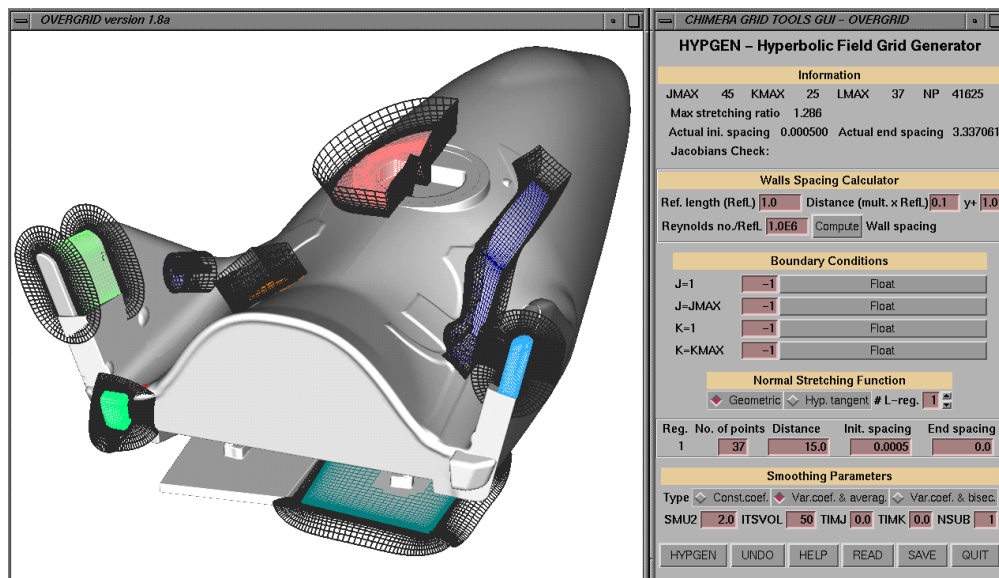 OVERGRID version 1.8a
CHIMERA GRID TOOLS GUI – OVERGRID
HYPGEN – Hyperbolic Field Grid Generator
Information
JMAX 45 KMAX 25 LMAX 37 NP 41625
Max stretching ratio 1.286
Actual ini. spacing 0.000500 Actual end spacing 3.337061
Jacobians Check:
Walls Spacing Calculator
Ref. length (RefL) 1.0 Distance (mult. x RefL) 0.1 y+ 1.0
Reynolds no./RefL 1.0E6 Compute Wall spacing
Boundary Conditions
J=1 –1 Float
J=JMAX –1 Float
K=1 –1 Float
K=KMAX –1 Float
Normal Stretching Function
Geometric Hyp. tangent # L–reg. 1
Reg. No. of points Distance Init. spacing End spacing
1 37 15.0 0.0005 0.0
Smoothing Parameters
Type Const.coef. Var.coef. & averag. Var.coef. & bisec.
SMU2 2.0 ITSVOL 50 TIMJ 0.0 TIMK 0.0 NSUB 1
HYPGEN UNDO HELP READ SAVE QUIT